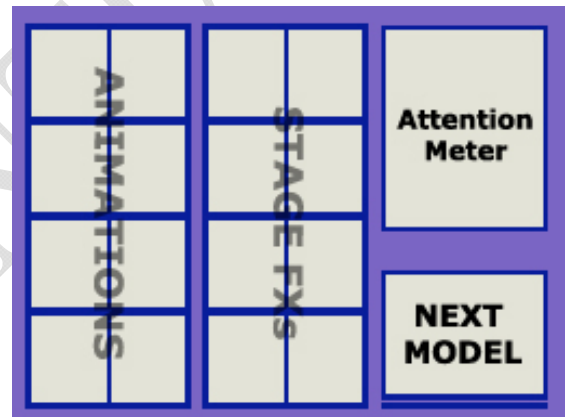 ANIMATIONS
STAGE FXs
Attention
Meter
NEXT
MODEL